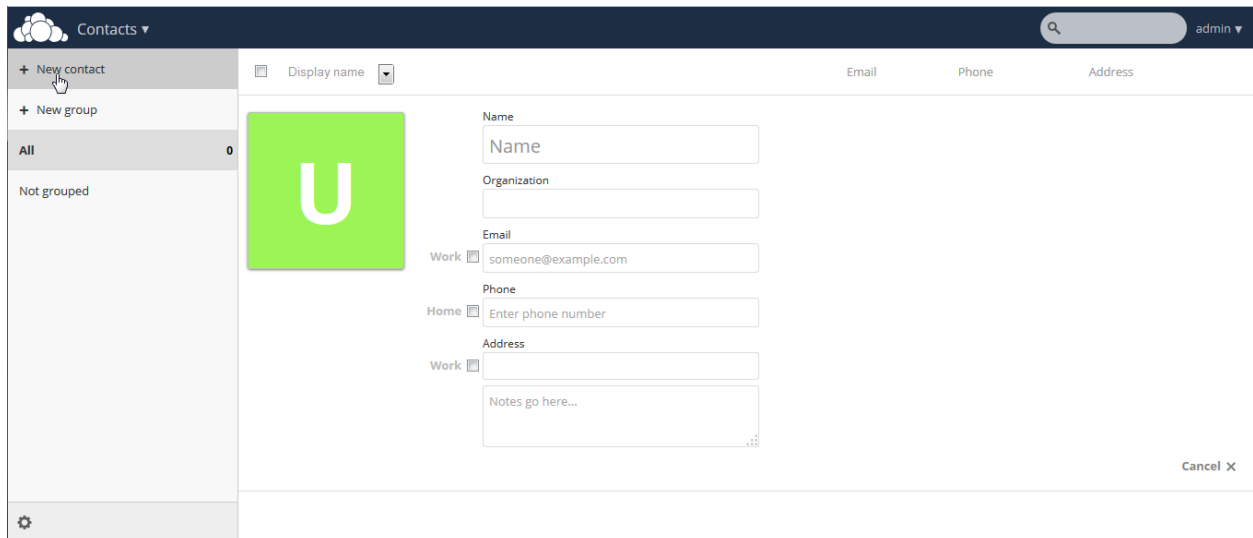 Contacts ▾
admin ▾
+ New contact
+ New group
All 0
Not grouped
Display name
Email Phone Address
U
Name
Name
Organization
Email
Work someone@example.com
Phone
Home Enter phone number
Address
Work
Notes go here...
Cancel ✕